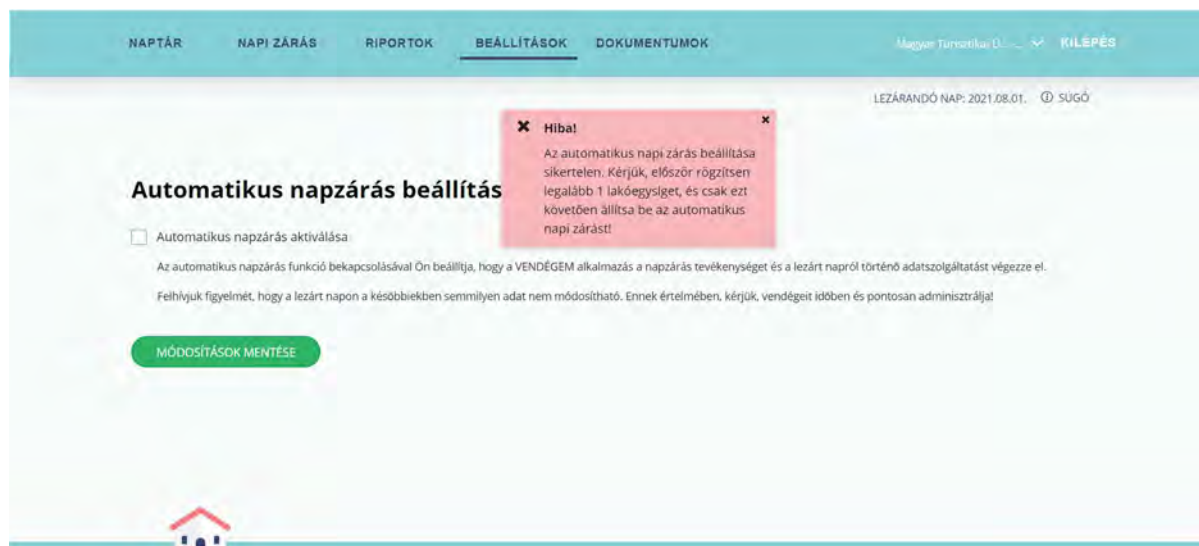 NAPTÁR NAPI ZÁRÁS RIPORTOK BEÁLLÍTÁSOK DOKUMENTUMOK Magyar Turisztikai Ü... KILÉPÉS
LEZÁRANDÓ NAP: 2021.08.01. SÚGÓ
Hiba!
Az automatikus napi zárás beállítása
sikertelen. Kérjük, először rögzítsen
legalább 1 lakóegységet, és csak ezt
követően állítsa be az automatikus
napi zárást!
Automatikus napzárás beállítás
Automatikus napzárás aktiválása
Az automatikus napzárás funkció bekapcsolásával Ön beállítja, hogy a VENDÉGEM alkalmazás a napzárás tevékenységet és a lezárt napról történő adatszolgáltatást végezze el.
Felhívjuk figyelmét, hogy a lezárt napon a későbbiekben semmilyen adat nem módosítható. Ennek értelmében, kérjük, vendégeit időben és pontosan adminisztrálja!
MÓDOSÍTÁSOK MENTÉSE